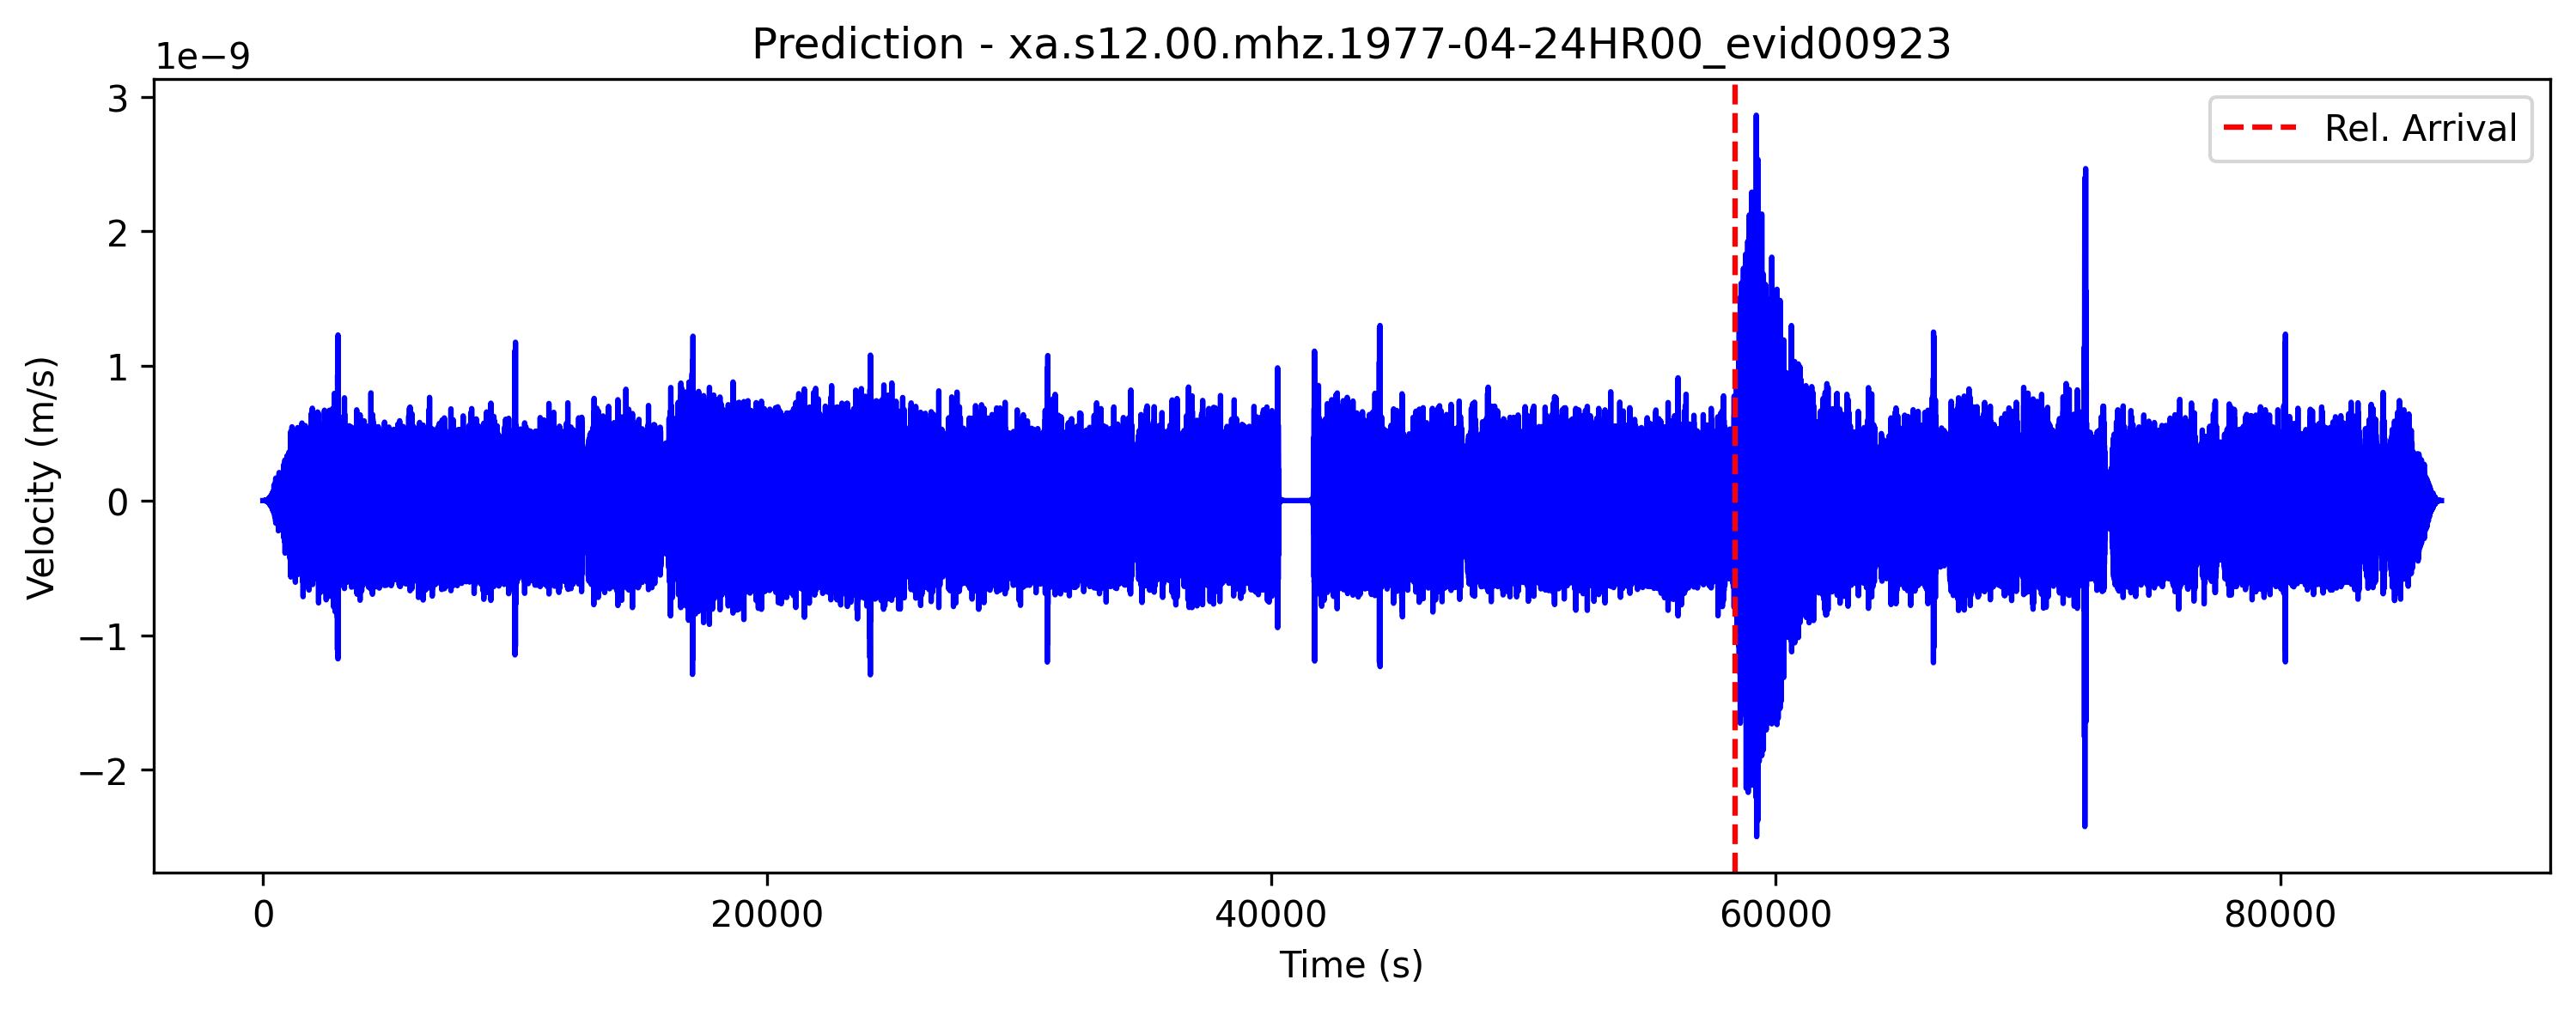 Prediction - xa.s12.00.mhz.1977-04-24HR00_evid00923
1e−9
Rel. Arrival
3
2
1
0
−1
−2
Velocity (m/s)
0 20000 40000 60000 80000
Time (s)